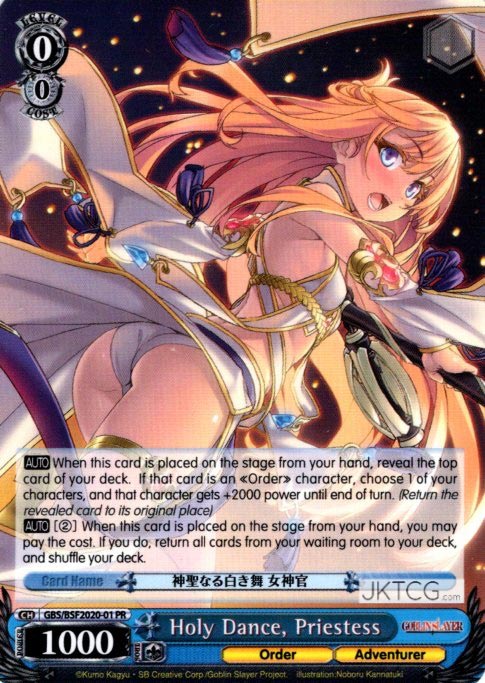 LEVEL
0
0
COST
AUTO When this card is placed on the stage from your hand, reveal the top
card of your deck. If that card is an «Order» character, choose 1 of your
characters, and that character gets +2000 power until end of turn. (Return the
revealed card to its original place)
AUTO [②] When this card is placed on the stage from your hand, you may
pay the cost. If you do, return all cards from your waiting room to your deck,
and shuffle your deck.
Card Name 神聖なる白き舞 女神官
JKTCG.com
CH GBS/BSF2020-01 PR
POWER 1000 SOUL Holy Dance, Priestess GOBLIN SLAYER
Order Adventurer
©Kumo Kagyu・SB Creative Corp./Goblin Slayer Project. illustration:Noboru Kannatuki